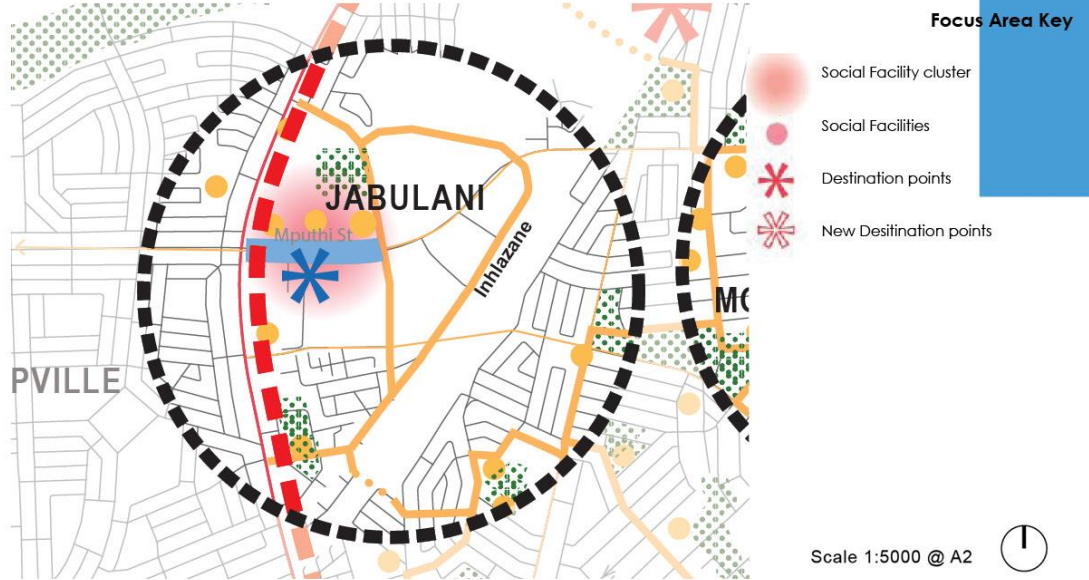 Focus Area Key
Social Facility cluster
Social Facilities
Destination points
New Desitination points
JABULANI
Mputhi St
Inhlazane
MO
PVILLE
Scale 1:5000 @ A2